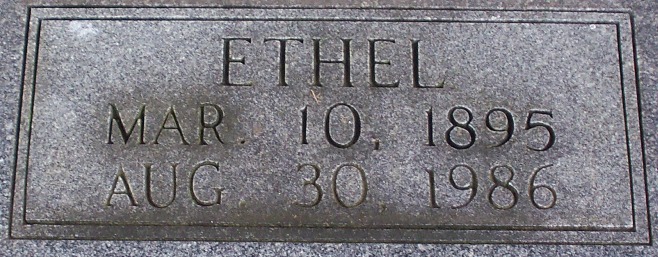 ETHEL
MAR. 10, 1895
AUG. 30, 1986